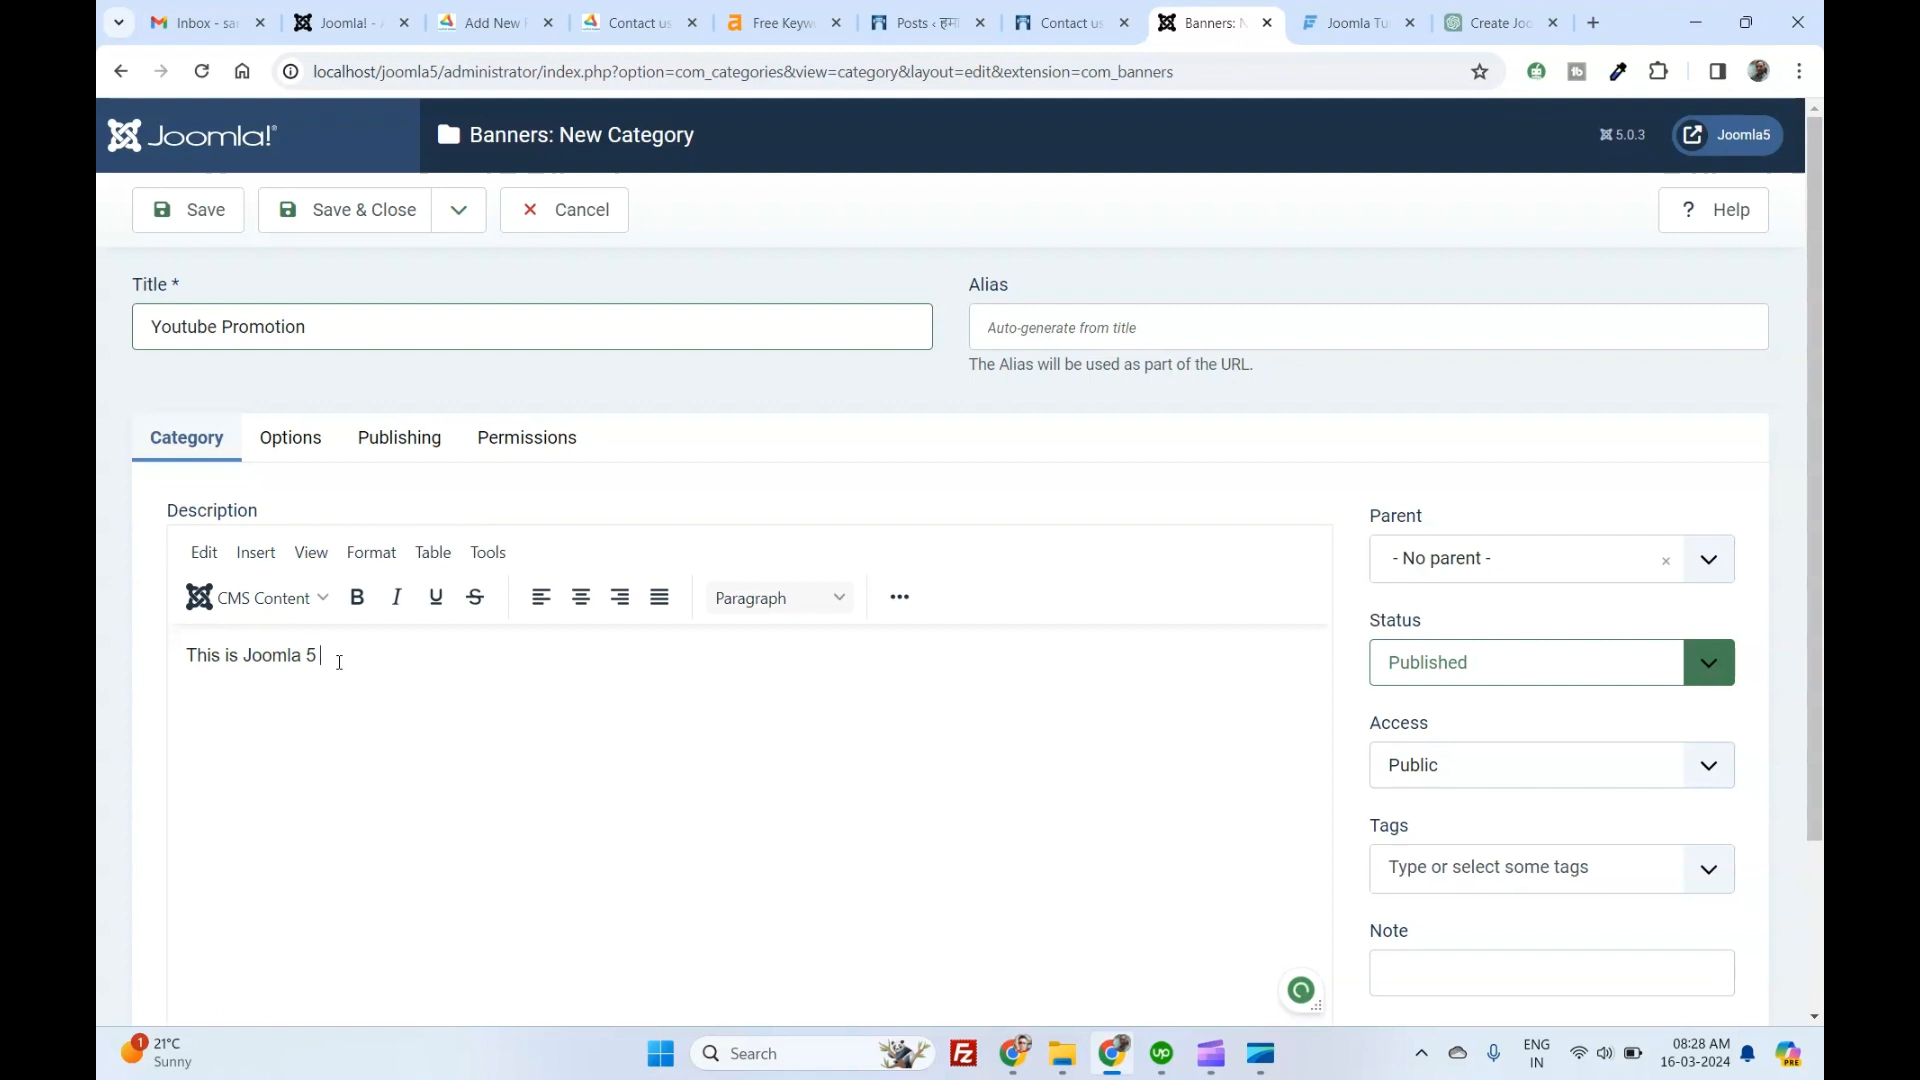 Inbox - sa
Joomla! - A
Add New P
Contact us
Free Keyw
Posts ‹ हमा
Contact us
Banners: N
Joomla Tu
Create Joo
localhost/joomla5/administrator/index.php?option=com_categories&view=category&layout=edit&extension=com_banners
Joomla!®
Banners: New Category
5.0.3
Joomla5
Save
Save & Close
Cancel
? Help
Title *
Alias
Youtube Promotion
Auto-generate from title
The Alias will be used as part of the URL.
Category
Options
Publishing
Permissions
Description
Parent
Edit Insert View Format Table Tools
- No parent -
CMS Content
B I U S
Paragraph
Status
This is Joomla 5
Published
Access
Public
Tags
Type or select some tags
Note
1
21°C
Sunny
Search
Fz
up
ENG
IN
08:28 AM
16-03-2024
PRE